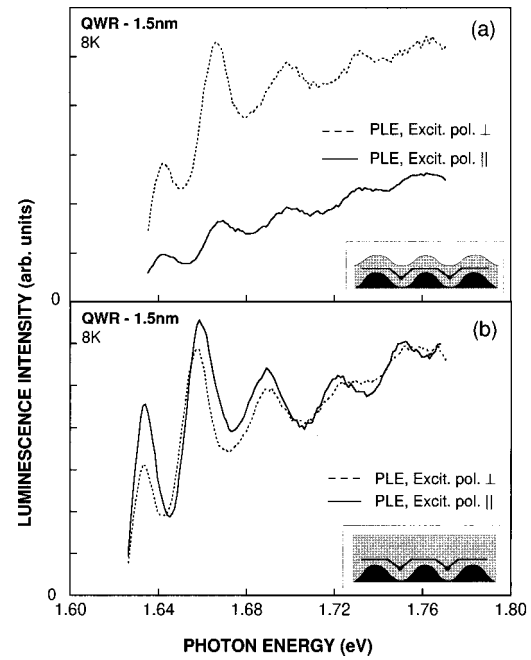 QWR - 1.5nm
(a)
8K
PLE, Excit. pol. ⊥
PLE, Excit. pol. ||
0
QWR - 1.5nm
(b)
8K
PLE, Excit. pol. ⊥
PLE, Excit. pol. ||
0
1.60 1.64 1.68 1.72 1.76 1.80
PHOTON ENERGY (eV)
LUMINESCENCE INTENSITY (arb. units)